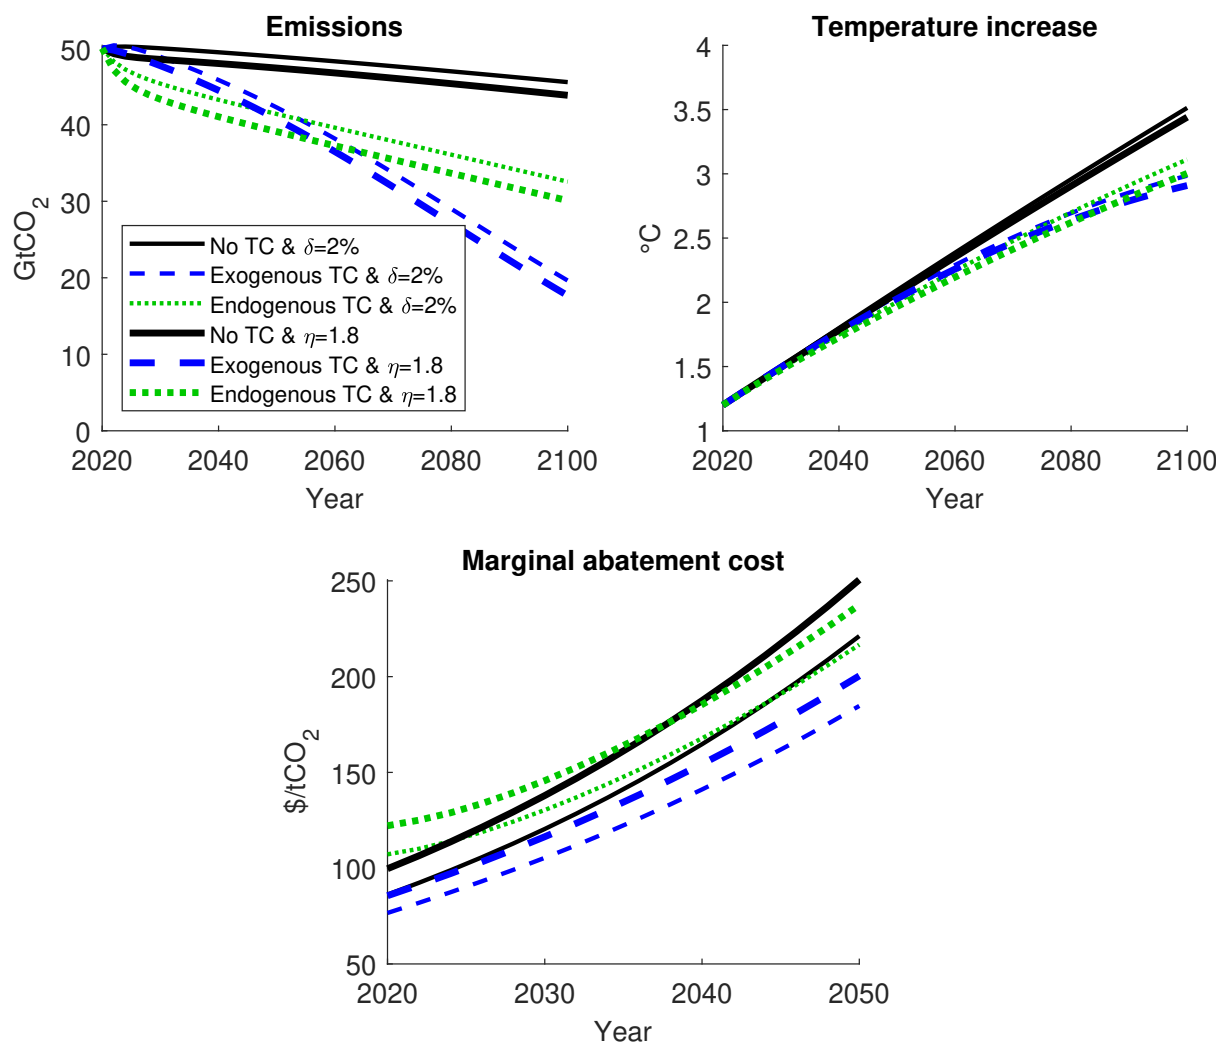 Emissions
GtCO2
50
40
30
20
10
0
No TC & δ=2%
Exogenous TC & δ=2%
Endogenous TC & δ=2%
No TC & η=1.8
Exogenous TC & η=1.8
Endogenous TC & η=1.8
2020 2040 2060 2080 2100
Year
Temperature increase
°C
4
3.5
3
2.5
2
1.5
1
2020 2040 2060 2080 2100
Year
Marginal abatement cost
$/tCO2
250
200
150
100
50
2020 2030 2040 2050
Year